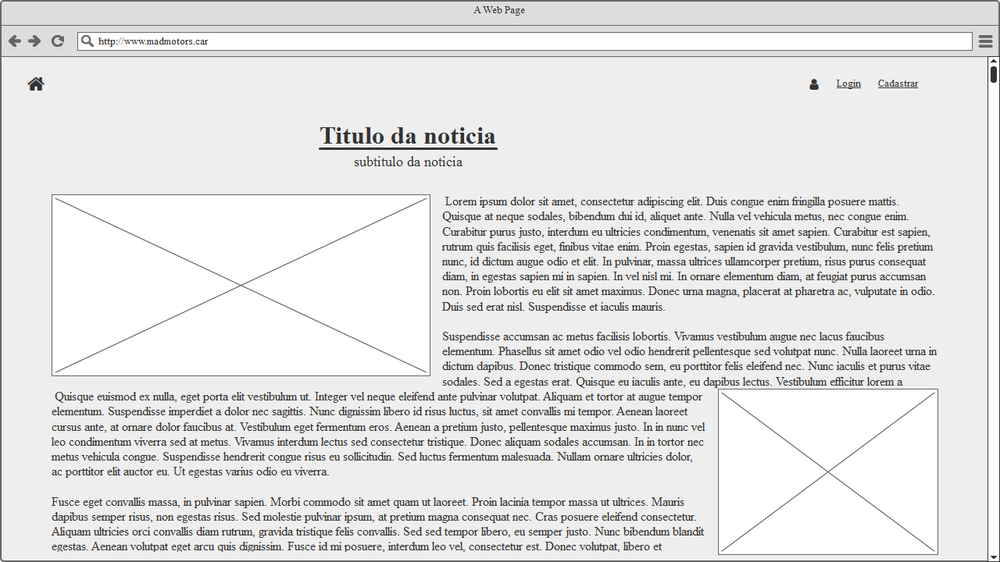 A Web Page
http://www.madmotors.car
Login Cadastrar
Titulo da noticia
subtitulo da noticia
Lorem ipsum dolor sit amet, consectetur adipiscing elit. Duis congue enim fringilla posuere mattis.
Quisque at neque sodales, bibendum dui id, aliquet ante. Nulla vel vehicula metus, nec congue enim.
Curabitur purus justo, interdum eu ultricies condimentum, venenatis sit amet sapien. Curabitur est sapien,
rutrum quis facilisis eget, finibus vitae enim. Proin egestas, sapien id gravida vestibulum, nunc felis pretium
nunc, id dictum augue odio et elit. In pulvinar, massa ultrices ullamcorper pretium, risus purus consequat
diam, in egestas sapien mi in sapien. In vel nisl mi. In ornare elementum diam, at feugiat purus accumsan
non. Proin lobortis eu elit sit amet maximus. Donec urna magna, placerat at pharetra ac, vulputate in odio.
Duis sed erat nisl. Suspendisse et iaculis mauris.
Suspendisse accumsan ac metus facilisis lobortis. Vivamus vestibulum augue nec lacus faucibus
elementum. Phasellus sit amet odio vel odio hendrerit pellentesque sed volutpat nunc. Nulla laoreet urna in
dictum dapibus. Donec tristique commodo sem, eu porttitor felis eleifend nec. Nunc iaculis et purus vitae
sodales. Sed a egestas erat. Quisque eu iaculis ante, eu dapibus lectus. Vestibulum efficitur lorem a
Quisque euismod ex nulla, eget porta elit vestibulum ut. Integer vel neque eleifend ante pulvinar volutpat. Aliquam et tortor at augue tempor
elementum. Suspendisse imperdiet a dolor nec sagittis. Nunc dignissim libero id risus luctus, sit amet convallis mi tempor. Aenean laoreet
cursus ante, at ornare dolor faucibus at. Vestibulum eget fermentum eros. Aenean a pretium justo, pellentesque maximus justo. In in nunc vel
leo condimentum viverra sed at metus. Vivamus interdum lectus sed consectetur tristique. Donec aliquam sodales accumsan. In in tortor nec
metus vehicula congue. Suspendisse hendrerit congue risus eu sollicitudin. Sed luctus fermentum malesuada. Nullam ornare ultricies dolor,
ac porttitor elit auctor eu. Ut egestas varius odio eu viverra.
Fusce eget convallis massa, in pulvinar sapien. Morbi commodo sit amet quam ut laoreet. Proin lacinia tempor massa ut ultrices. Mauris
dapibus semper risus, non egestas risus. Sed molestie pulvinar ipsum, at pretium magna consequat nec. Cras posuere eleifend consectetur.
Aliquam ultricies orci convallis diam rutrum, gravida tristique felis convallis. Sed sed tempor libero, eu semper justo. Nunc bibendum blandit
egestas. Aenean volutpat eget arcu quis dignissim. Fusce id mi posuere, interdum leo vel, consectetur est. Donec volutpat, libero et